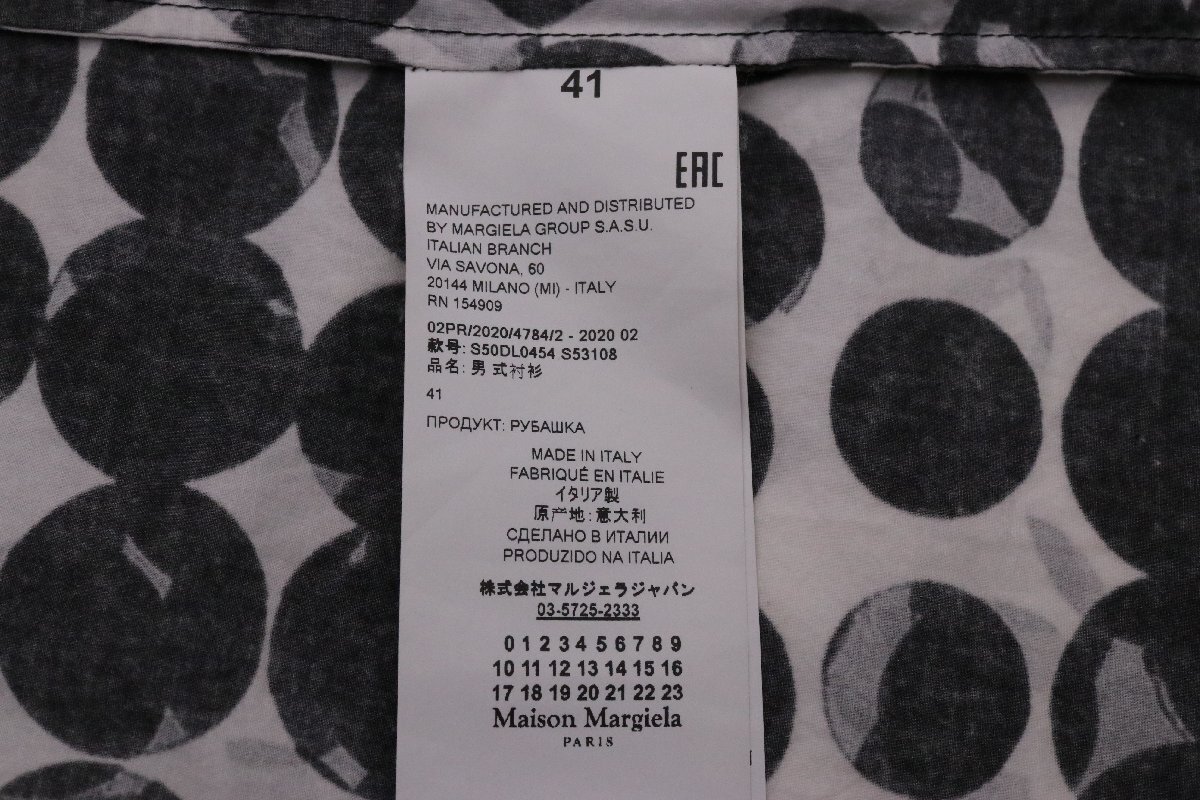 41
EAC
MANUFACTURED AND DISTRIBUTED
BY MARGIELA GROUP S.A.S.U.
ITALIAN BRANCH
VIA SAVONA, 60
20144 MILANO (MI) - ITALY
RN 154909
02PR/2020/4784/2 - 2020 02
款号: S50DL0454 S53108
品名: 男 式衬衫
41
ПРОДУКТ: РУБАШКА
MADE IN ITALY
FABRIQUÉ EN ITALIE
イタリア製
原产地: 意大利
СДЕЛАНО В ИТАЛИИ
PRODUZIDO NA ITALIA
株式会社マルジェラジャパン
03-5725-2333
0 1 2 3 4 5 6 7 8 9
10 11 12 13 14 15 16
17 18 19 20 21 22 23
Maison Margiela
PARIS